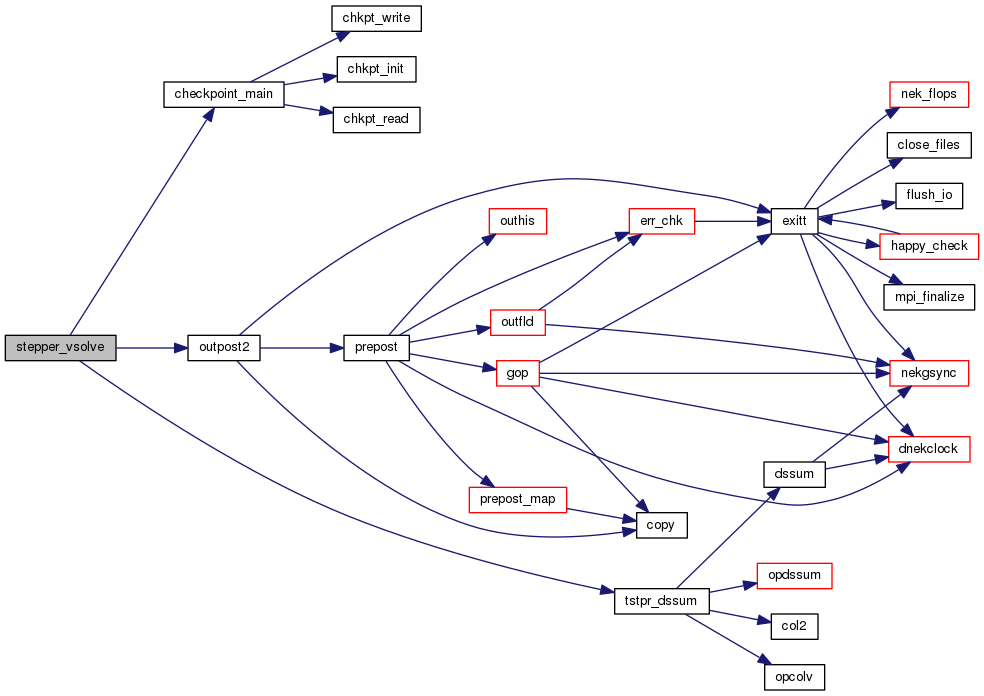 chkpt_write
chkpt_init
checkpoint_main
nek_flops
chkpt_read
close_files
flush_io
outhis
err_chk
exitt
happy_check
mpi_finalize
outfld
stepper_vsolve
outpost2
prepost
gop
nekgsync
dnekclock
dssum
prepost_map
copy
opdssum
tstpr_dssum
col2
opcolv